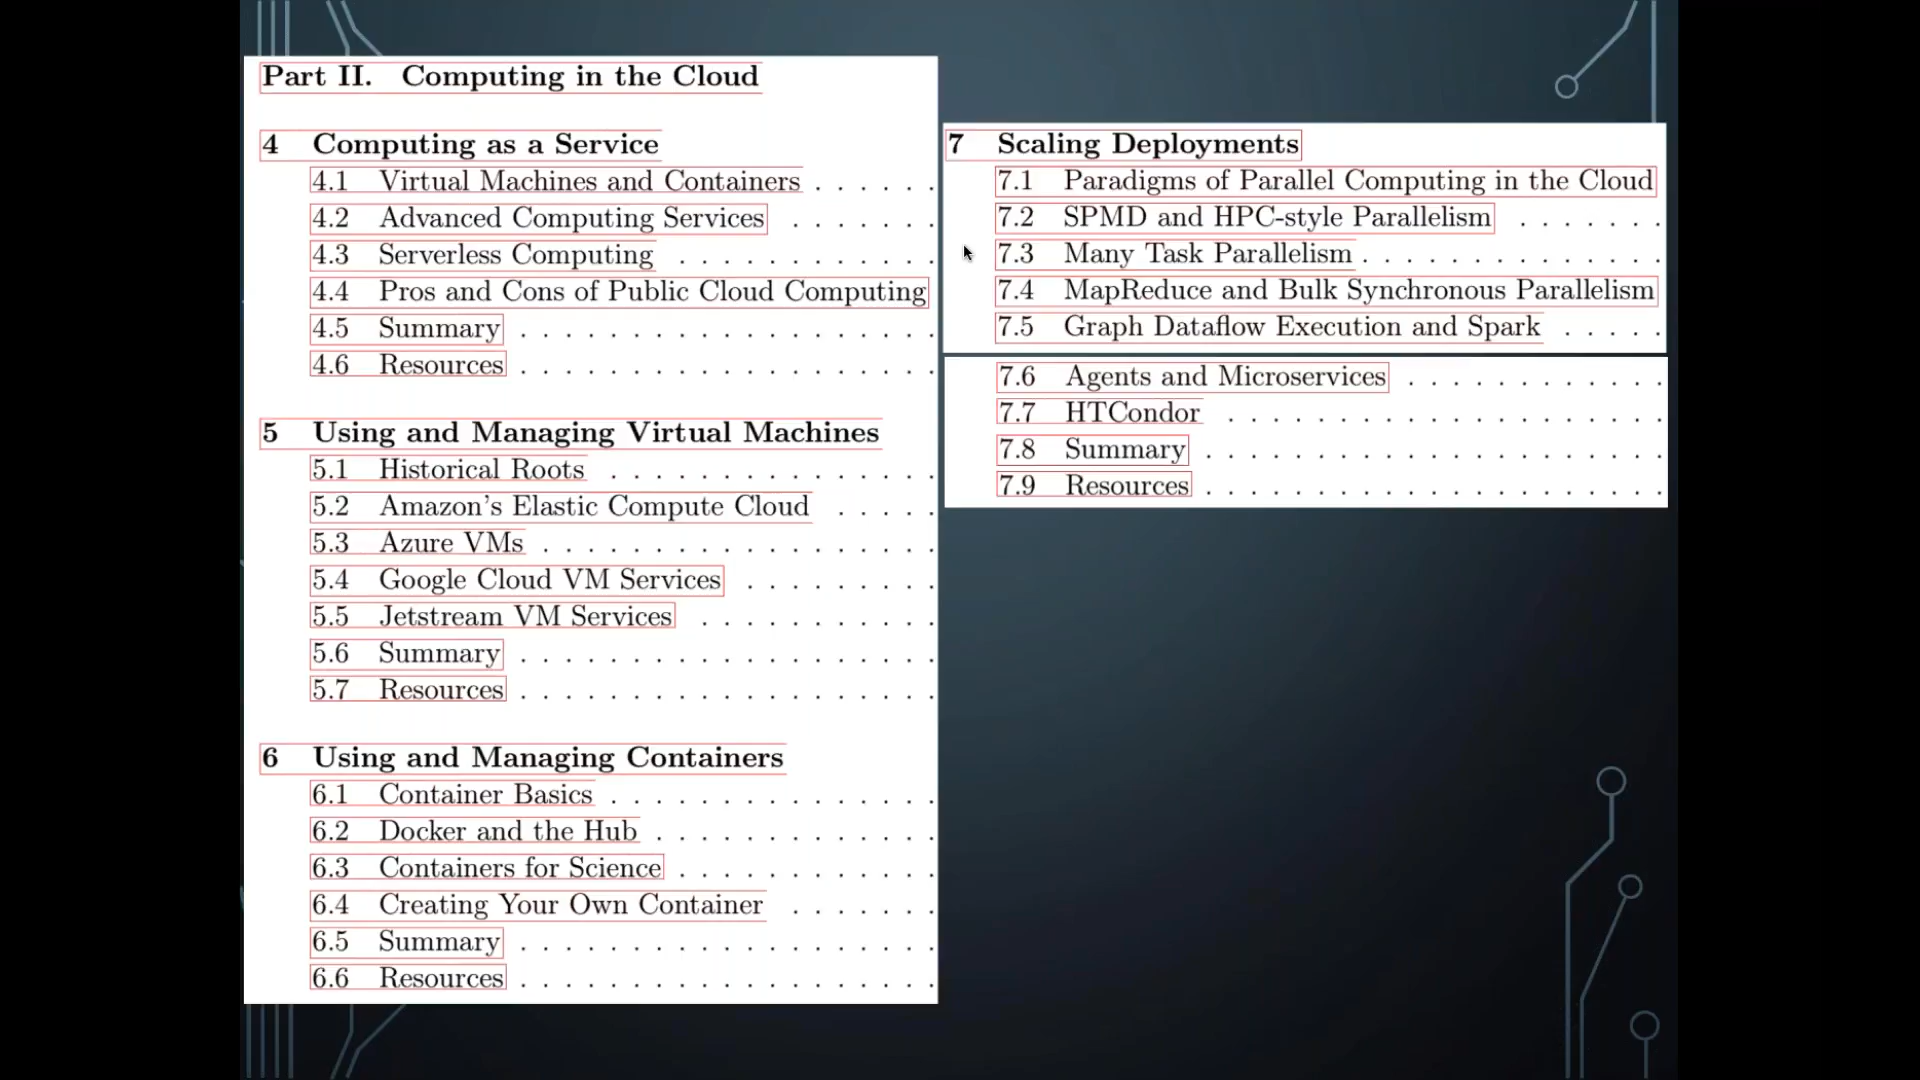 Part II. Computing in the Cloud
4 Computing as a Service
4.1 Virtual Machines and Containers . . . . . .
4.2 Advanced Computing Services . . . . . . .
4.3 Serverless Computing . . . . . . . . . . . .
4.4 Pros and Cons of Public Cloud Computing
4.5 Summary . . . . . . . . . . . . . . . . . . .
4.6 Resources . . . . . . . . . . . . . . . . . . .
5 Using and Managing Virtual Machines
5.1 Historical Roots . . . . . . . . . . . . . . .
5.2 Amazon's Elastic Compute Cloud . . . . .
5.3 Azure VMs . . . . . . . . . . . . . . . . . .
5.4 Google Cloud VM Services . . . . . . . . .
5.5 Jetstream VM Services . . . . . . . . . . .
5.6 Summary . . . . . . . . . . . . . . . . . . .
5.7 Resources . . . . . . . . . . . . . . . . . . .
6 Using and Managing Containers
6.1 Container Basics . . . . . . . . . . . . . . .
6.2 Docker and the Hub . . . . . . . . . . . . .
6.3 Containers for Science . . . . . . . . . . . .
6.4 Creating Your Own Container . . . . . . .
6.5 Summary . . . . . . . . . . . . . . . . . . .
6.6 Resources . . . . . . . . . . . . . . . . . . .
7 Scaling Deployments
7.1 Paradigms of Parallel Computing in the Cloud
7.2 SPMD and HPC-style Parallelism . . . . . . .
7.3 Many Task Parallelism . . . . . . . . . . . . .
7.4 MapReduce and Bulk Synchronous Parallelism
7.5 Graph Dataflow Execution and Spark . . . . .
7.6 Agents and Microservices . . . . . . . . . . . .
7.7 HTCondor . . . . . . . . . . . . . . . . . . . .
7.8 Summary . . . . . . . . . . . . . . . . . . . . .
7.9 Resources . . . . . . . . . . . . . . . . . . . . .